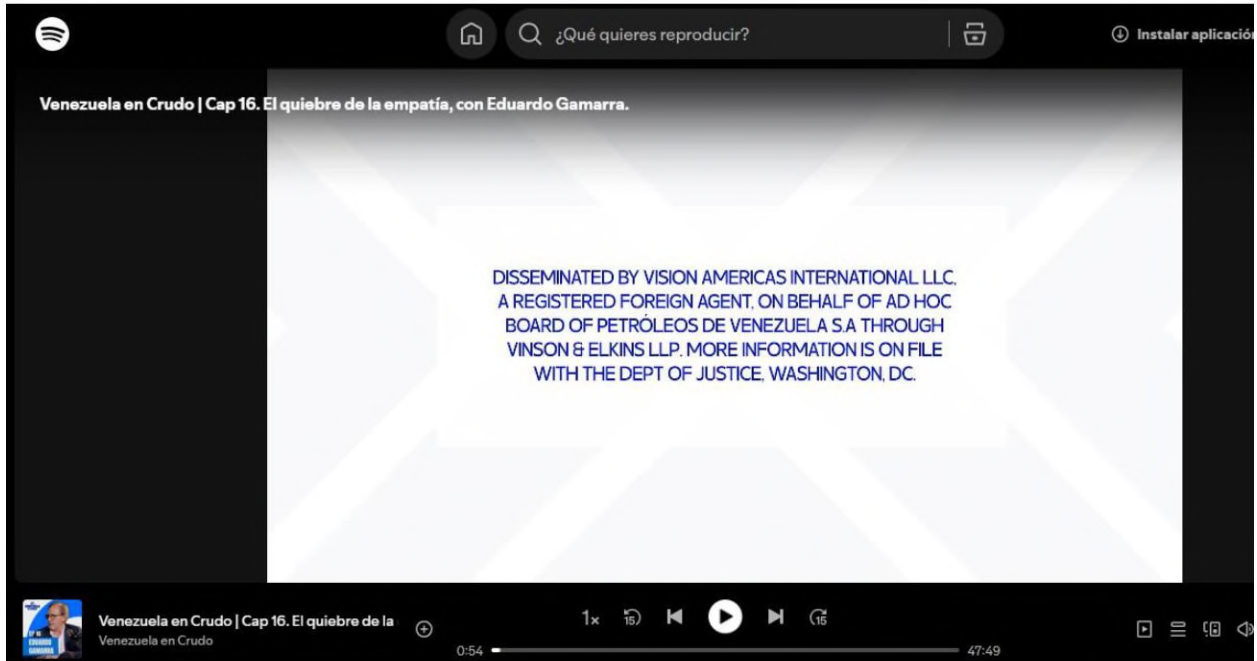 ¿Qué quieres reproducir?
Instalar aplicación
Venezuela en Crudo | Cap 16. El quiebre de la empatía, con Eduardo Gamarra.
DISSEMINATED BY VISION AMERICAS INTERNATIONAL LLC,
A REGISTERED FOREIGN AGENT, ON BEHALF OF AD HOC
BOARD OF PETRÓLEOS DE VENEZUELA S.A THROUGH
VINSON & ELKINS LLP. MORE INFORMATION IS ON FILE
WITH THE DEPT OF JUSTICE, WASHINGTON, DC.
EDUARDO
GAMARRA
Venezuela en Crudo | Cap 16. El quiebre de la
Venezuela en Crudo
1x
15
15
0:54
47:49